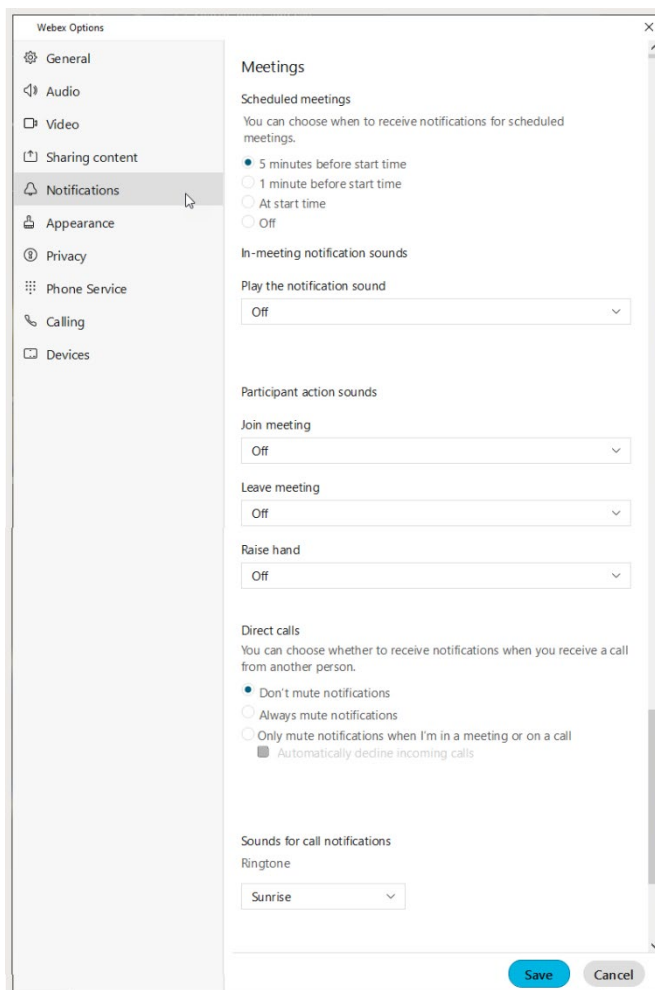 Webex Options
General
Audio
Video
Sharing content
Notifications
Appearance
Privacy
Phone Service
Calling
Devices
Meetings
Scheduled meetings
You can choose when to receive notifications for scheduled
meetings.
5 minutes before start time
1 minute before start time
At start time
Off
In-meeting notification sounds
Play the notification sound
Off
Participant action sounds
Join meeting
Off
Leave meeting
Off
Raise hand
Off
Direct calls
You can choose whether to receive notifications when you receive a call
from another person.
Don't mute notifications
Always mute notifications
Only mute notifications when I'm in a meeting or on a call
Automatically decline incoming calls
Sounds for call notifications
Ringtone
Sunrise
Save Cancel